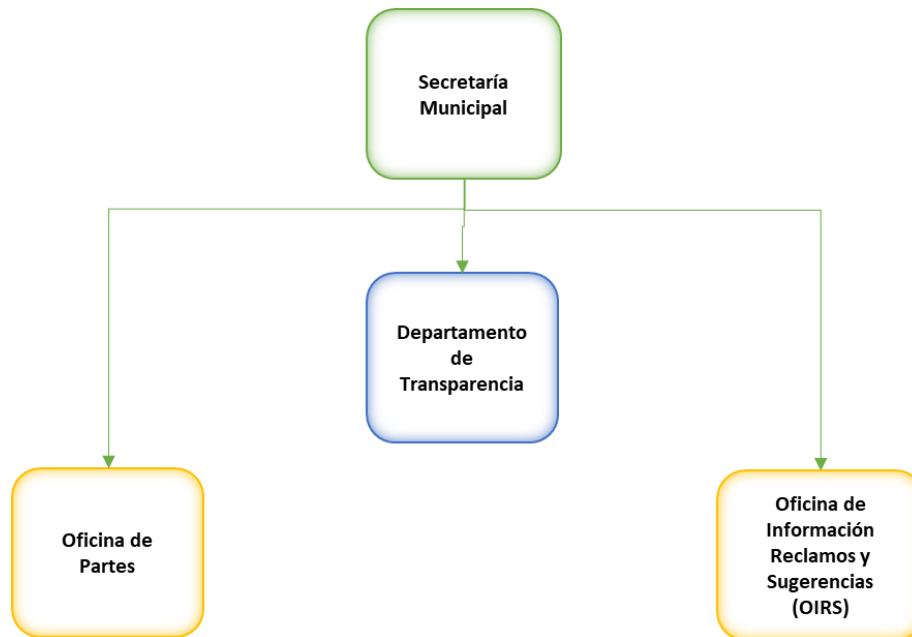 Secretaría
Municipal
Departamento
de
Transparencia
Oficina de
Partes
Oficina de
Información
Reclamos y
Sugerencias
(OIRS)